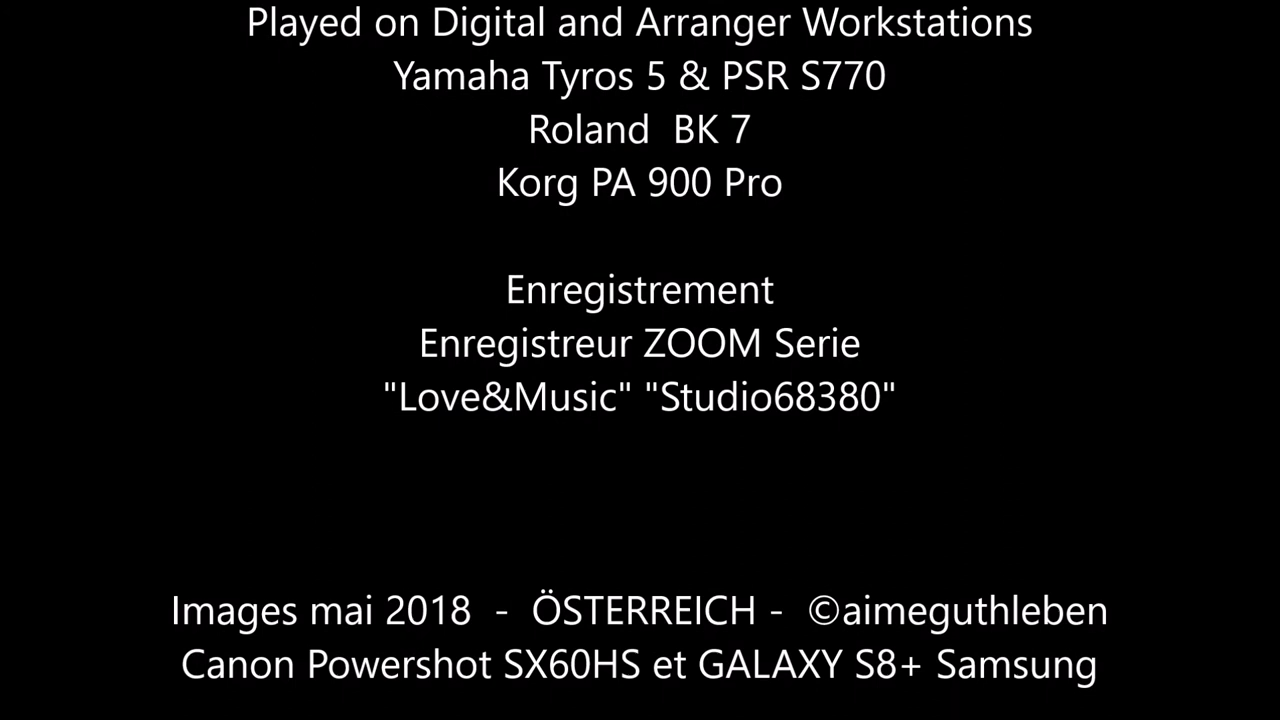 Played on Digital and Arranger Workstations
Yamaha Tyros 5 & PSR S770
Roland  BK 7
Korg PA 900 Pro
Enregistrement
Enregistreur ZOOM Serie
"Love&Music" "Studio68380"
Images mai 2018  -  ÖSTERREICH -  ©aimeguthleben
Canon Powershot SX60HS et GALAXY S8+ Samsung